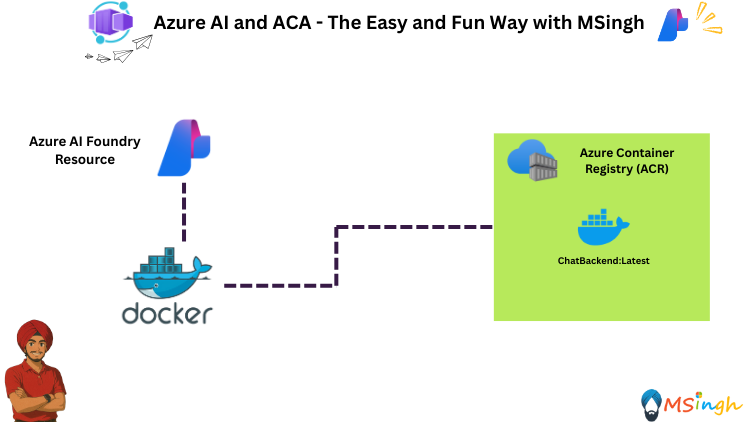 Azure AI and ACA - The Easy and Fun Way with MSingh
Azure AI Foundry
Resource
Azure Container
Registry (ACR)
ChatBackend:Latest
docker
MSingh